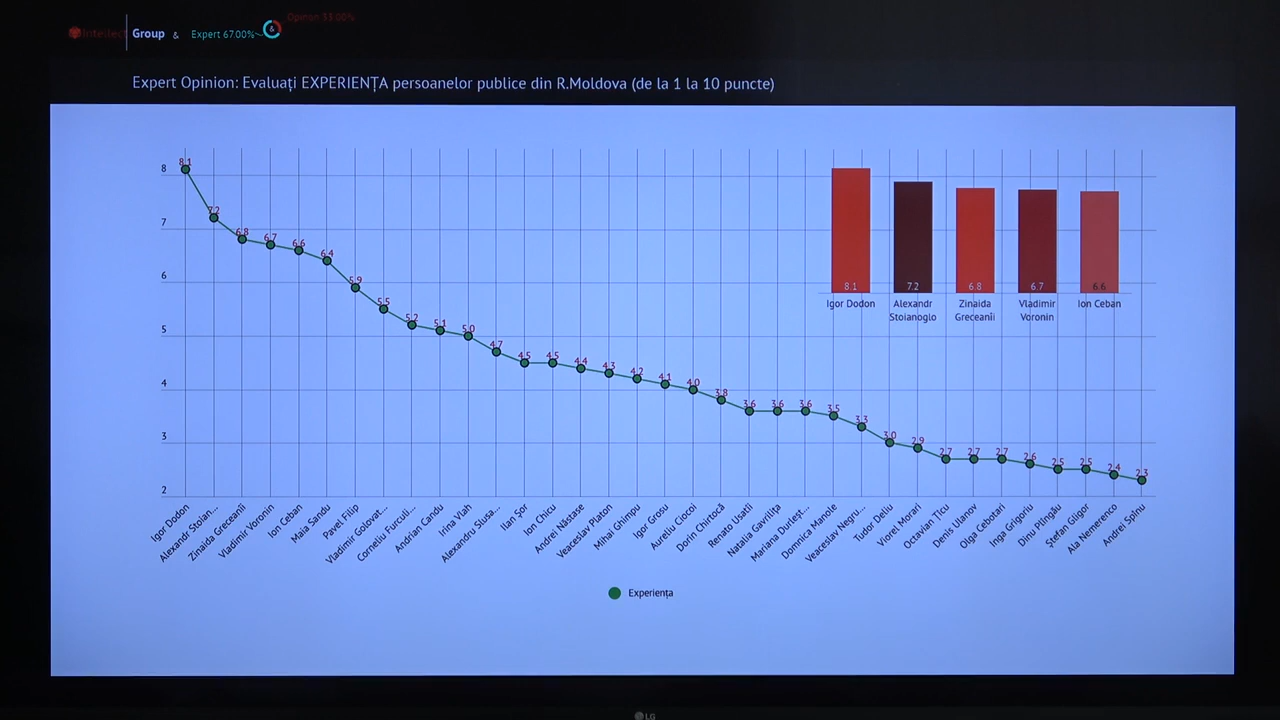 Opinion 33.00%
Intellect Group & Expert 67.00% &
Expert Opinion: Evaluați EXPERIENȚA persoanelor publice din R.Moldova (de la 1 la 10 puncte)
8
7
6
5
4
3
2
8.1 7.2 6.8 6.7 6.6 6.4 5.9 5.5 5.2 5.1 5.0 4.7 4.5 4.5 4.4 4.3 4.2 4.1 4.0 3.8 3.6 3.6 3.6 3.5 3.3 3.0 2.9 2.7 2.7 2.7 2.6 2.5 2.5 2.4 2.3
8.1 7.2 6.8 6.7 6.6
Igor Dodon
Alexandr
Stoianoglo
Zinaida
Greceanîi
Vladimir
Voronin
Ion Ceban
Igor Dodon
Alexandr Stoian...
Zinaida Greceanîi
Vladimir Voronin
Ion Ceban
Maia Sandu
Pavel Filip
Vladimir Golovat...
Corneliu Furculi...
Andrian Candu
Irina Vlah
Alexandru Slusa...
Ilan Șor
Ion Chicu
Andrei Năstase
Veaceslav Platon
Mihai Ghimpu
Igor Grosu
Aureliu Ciocoi
Dorin Chirtoacă
Renato Usatîi
Natalia Gavrilița
Mariana Durleșt...
Domnica Manole
Veaceslav Negru...
Tudor Deliu
Viorel Morari
Octavian Țîcu
Denis Ulanov
Olga Cebotari
Inga Grigoriu
Dinu Plîngău
Ștefan Gligor
Ala Nemerenco
Andrei Spînu
Experiența
LG